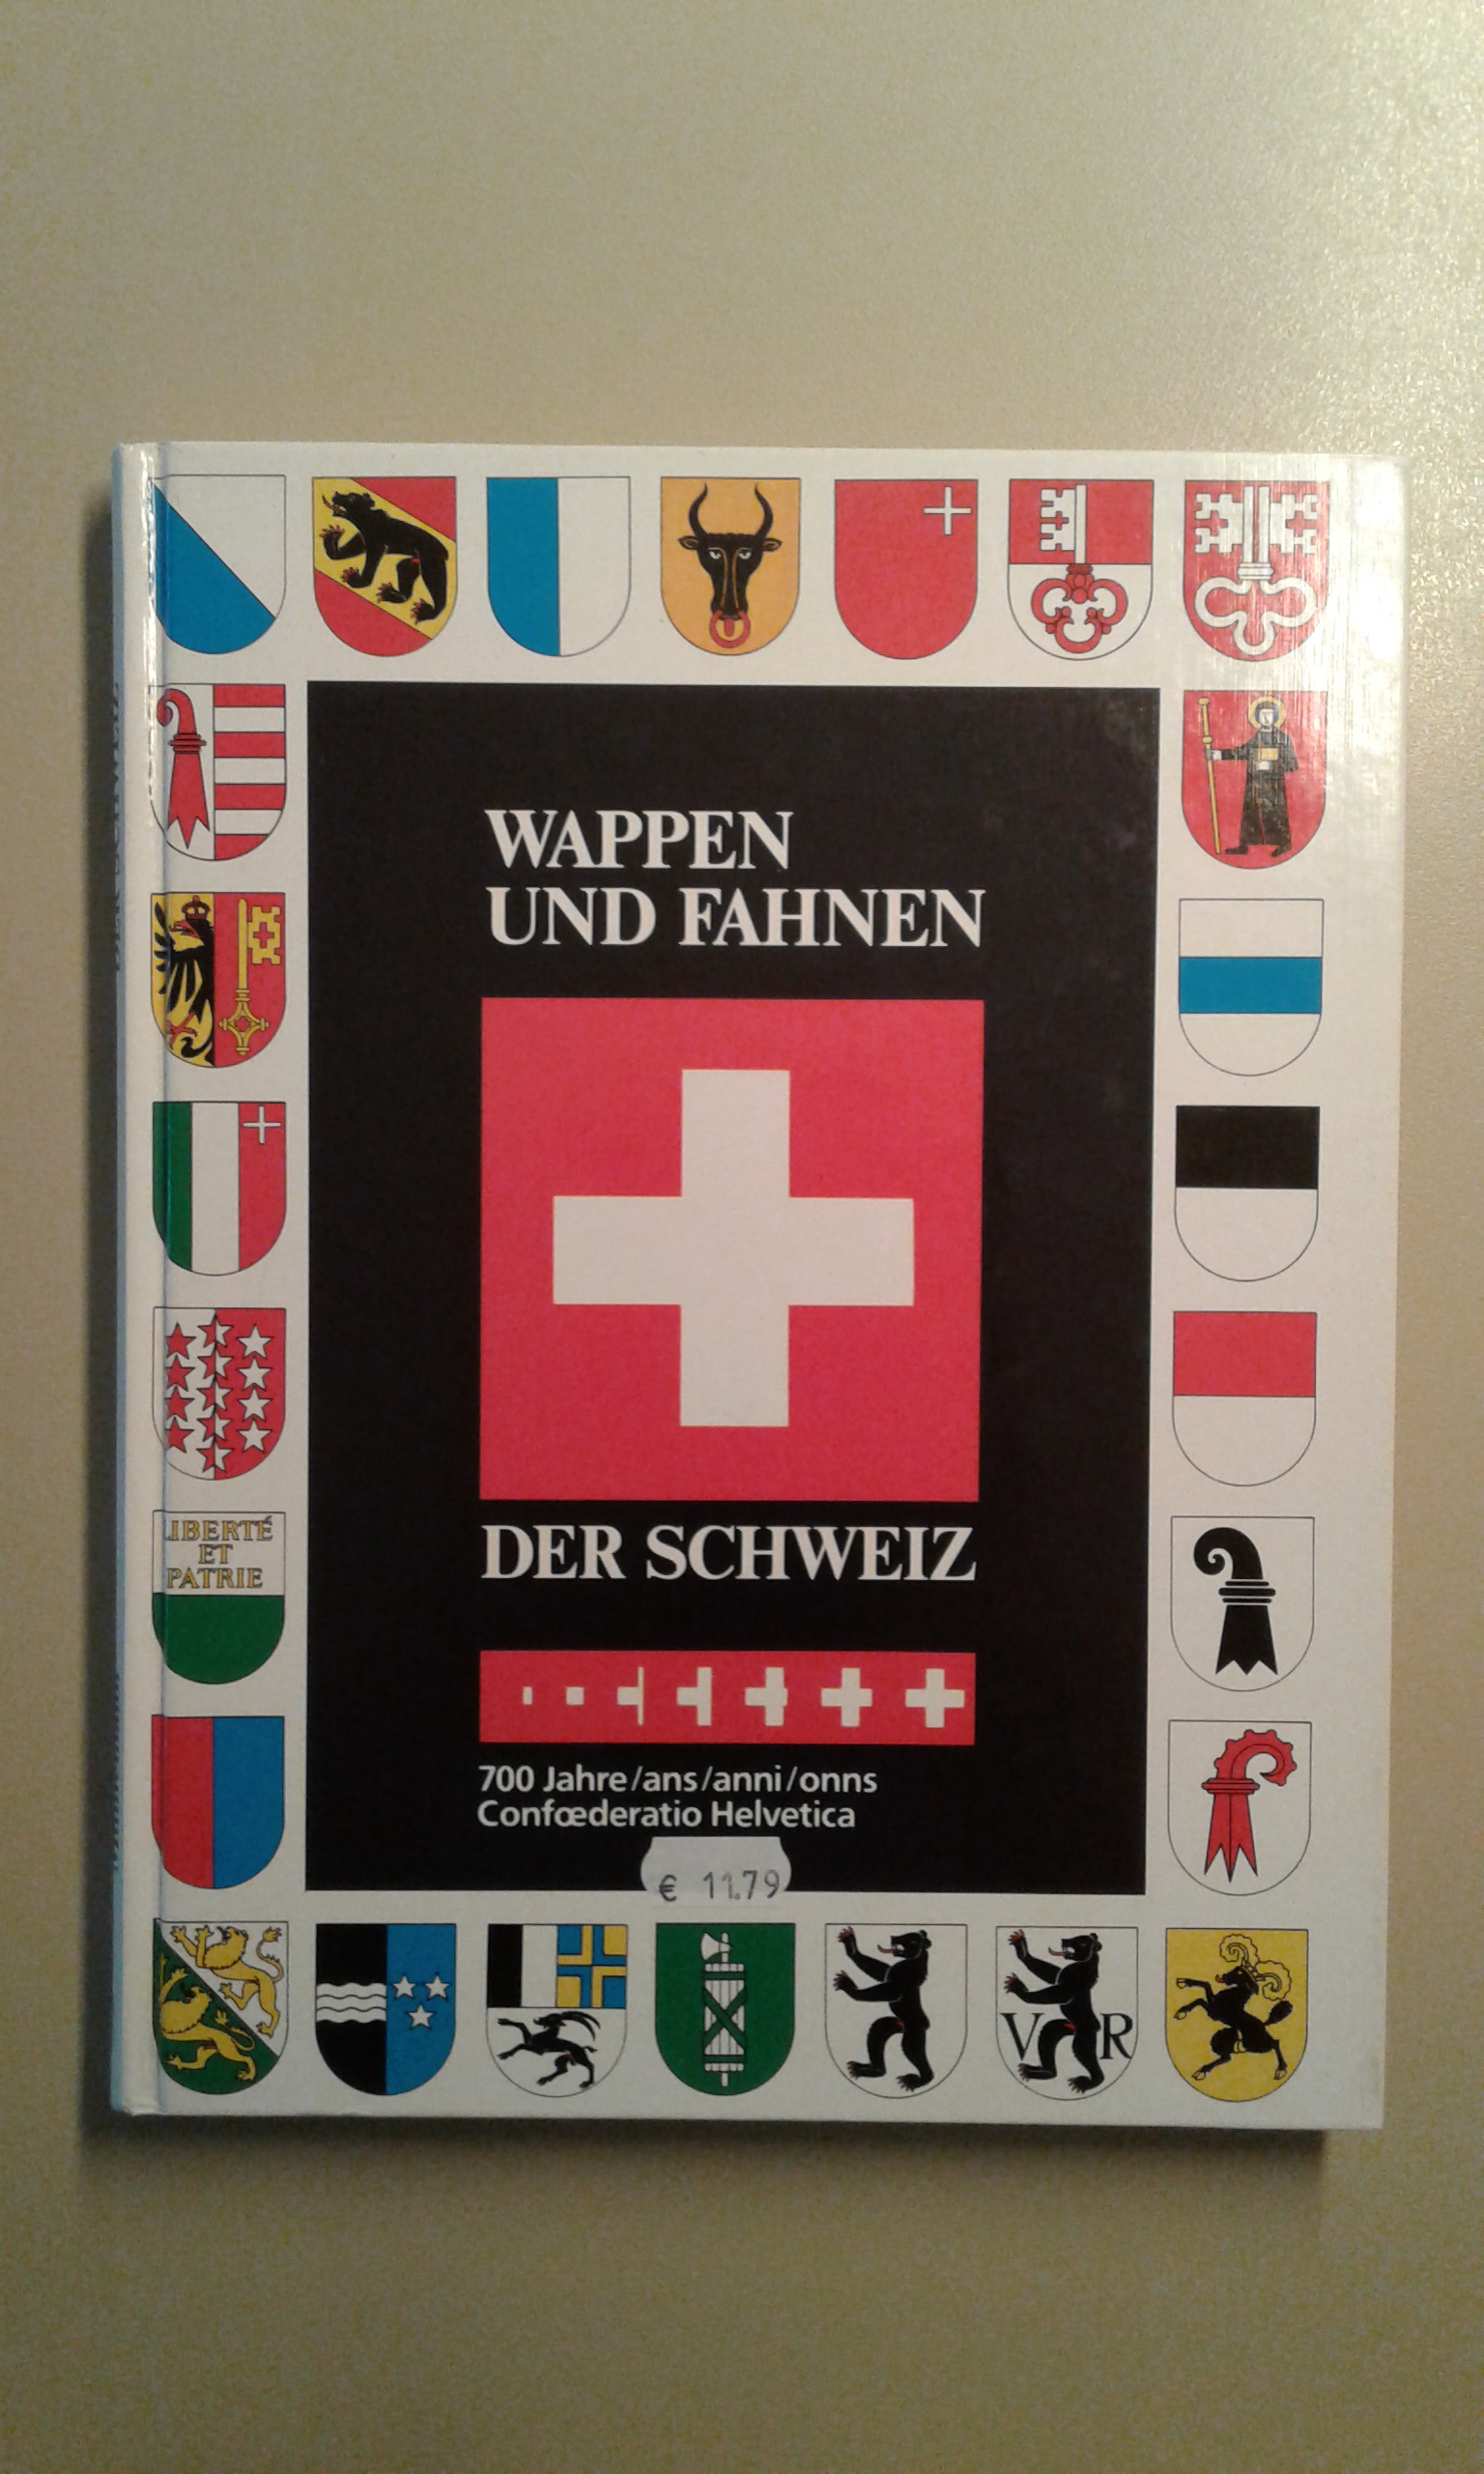 WAPPEN
UND FAHNEN
DER SCHWEIZ
700 Jahre/ans/anni/onns
Confœderatio Helvetica
€ 11.79
LIBERTÉ
ET
PATRIE
V R